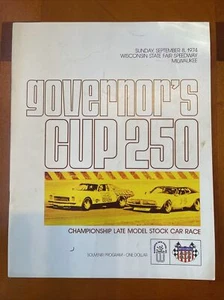 SUNDAY, SEPTEMBER 8, 1974
WISCONSIN STATE FAIR SPEEDWAY
MILWAUKEE
governor's
CUP 250
CHAMPIONSHIP LATE MODEL STOCK CAR RACE
SOUVENIR PROGRAM - ONE DOLLAR